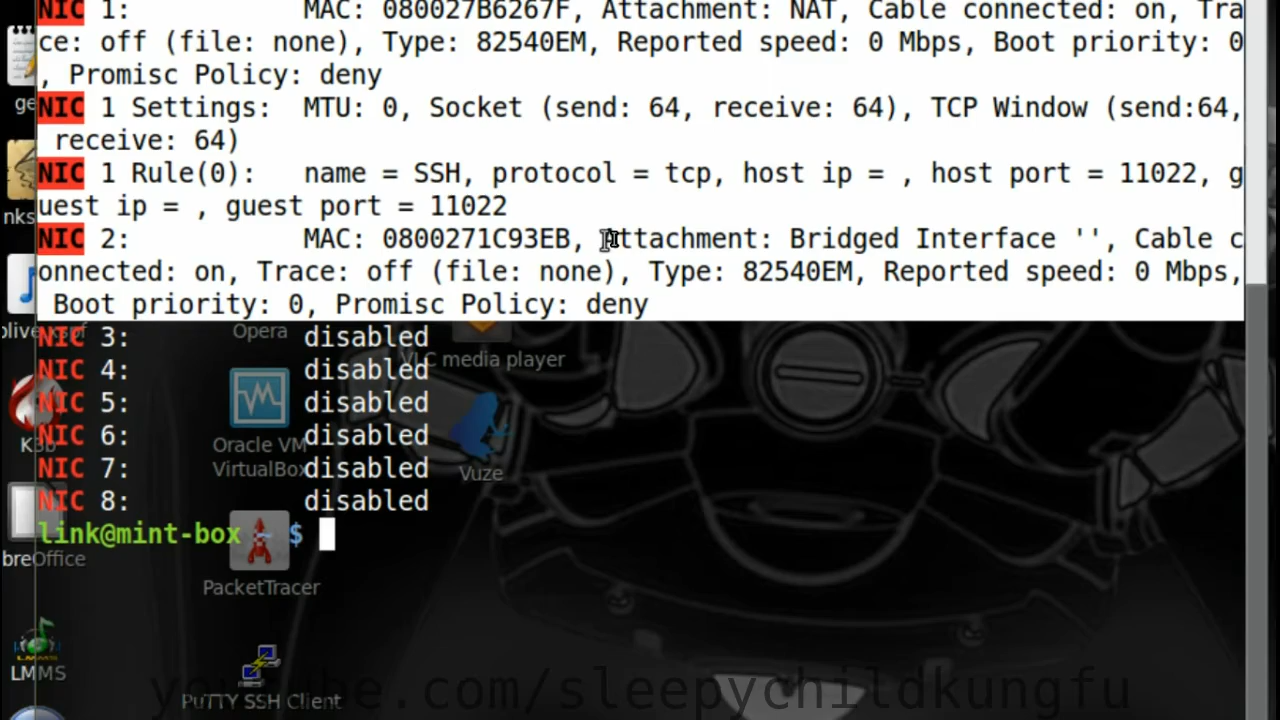 NIC 1:           MAC: 080027B6267F, Attachment: NAT, Cable connected: on, Tra
ce: off (file: none), Type: 82540EM, Reported speed: 0 Mbps, Boot priority: 0
, Promisc Policy: deny
NIC 1 Settings:  MTU: 0, Socket (send: 64, receive: 64), TCP Window (send:64,
 receive: 64)
NIC 1 Rule(0):   name = SSH, protocol = tcp, host ip = , host port = 11022, g
uest ip = , guest port = 11022
NIC 2:           MAC: 0800271C93EB, Attachment: Bridged Interface '', Cable c
onnected: on, Trace: off (file: none), Type: 82540EM, Reported speed: 0 Mbps,
 Boot priority: 0, Promisc Policy: deny
NIC 3:           disabled
NIC 4:           disabled
NIC 5:           disabled
NIC 6:           disabled
NIC 7:           disabled
NIC 8:           disabled
link@mint-box ~ $
ge
nks
Opera
VLC media player
K3b
Oracle VM
VirtualBox
Vuze
breOffice
PacketTracer
LMMS
PuTTY SSH Client
youtube.com/sleepychildkungfu